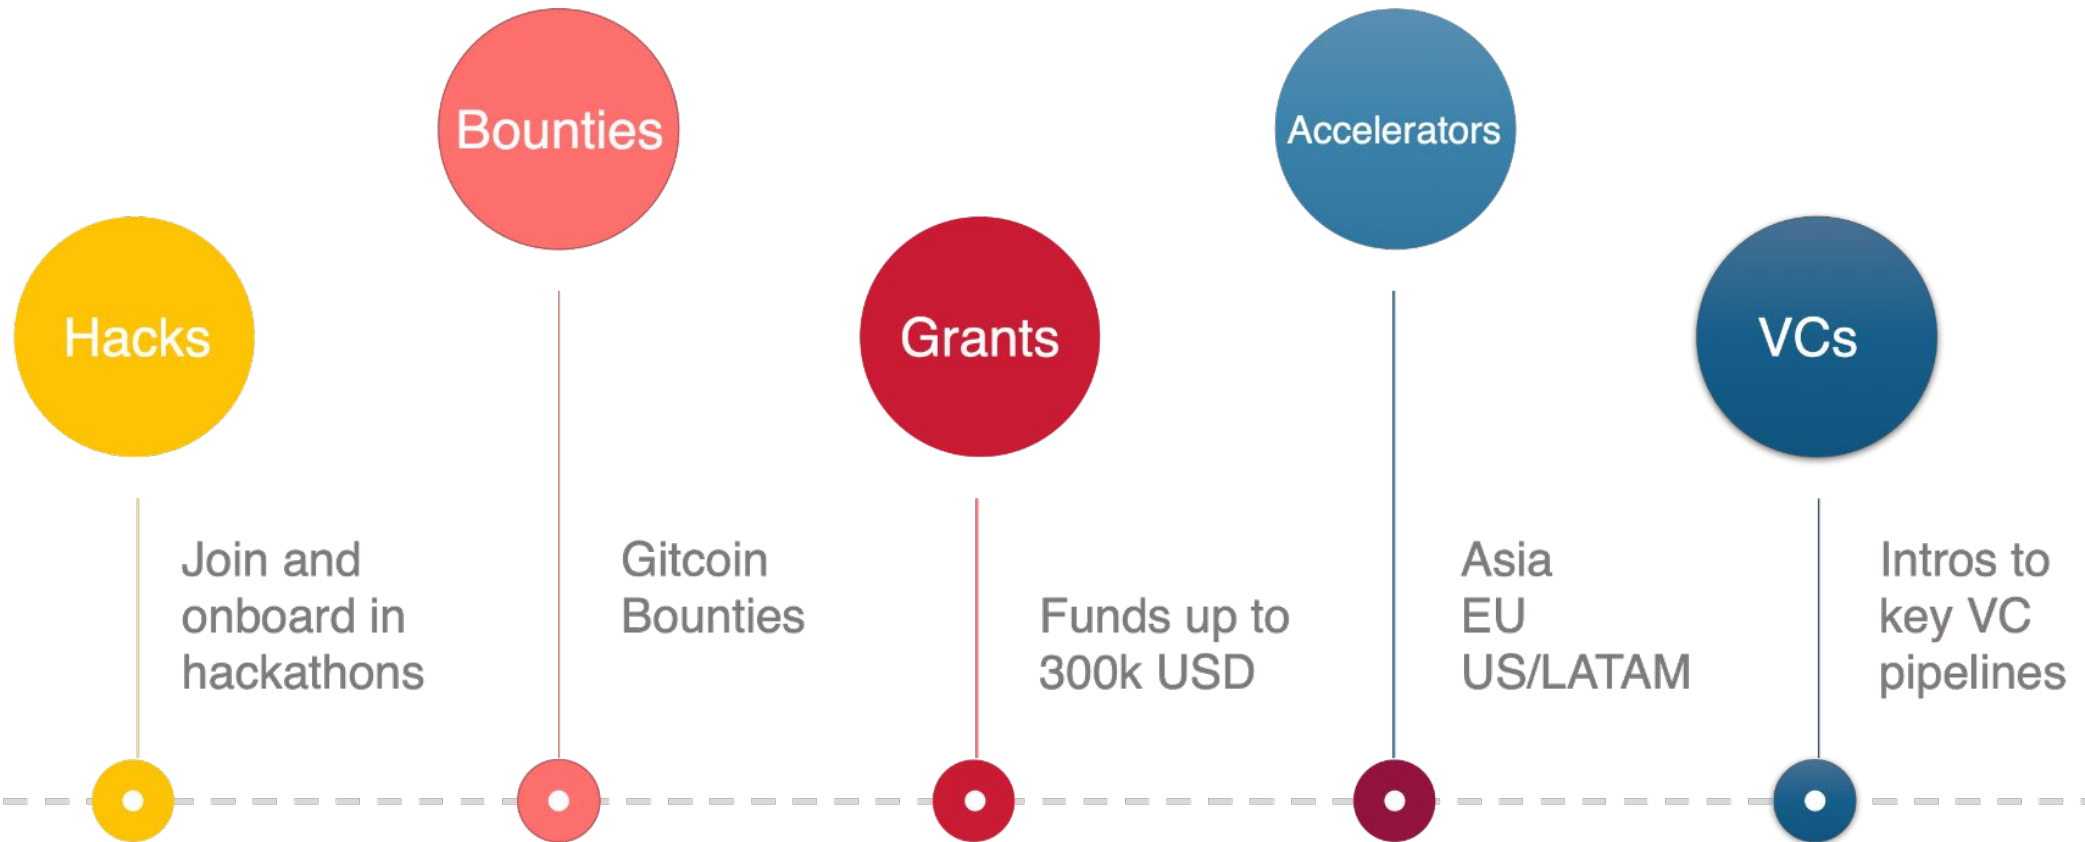 Hacks
Join and
onboard in
hackathons
Bounties
Gitcoin
Bounties
Grants
Funds up to
300k USD
Accelerators
Asia
EU
US/LATAM
VCs
Intros to
key VC
pipelines